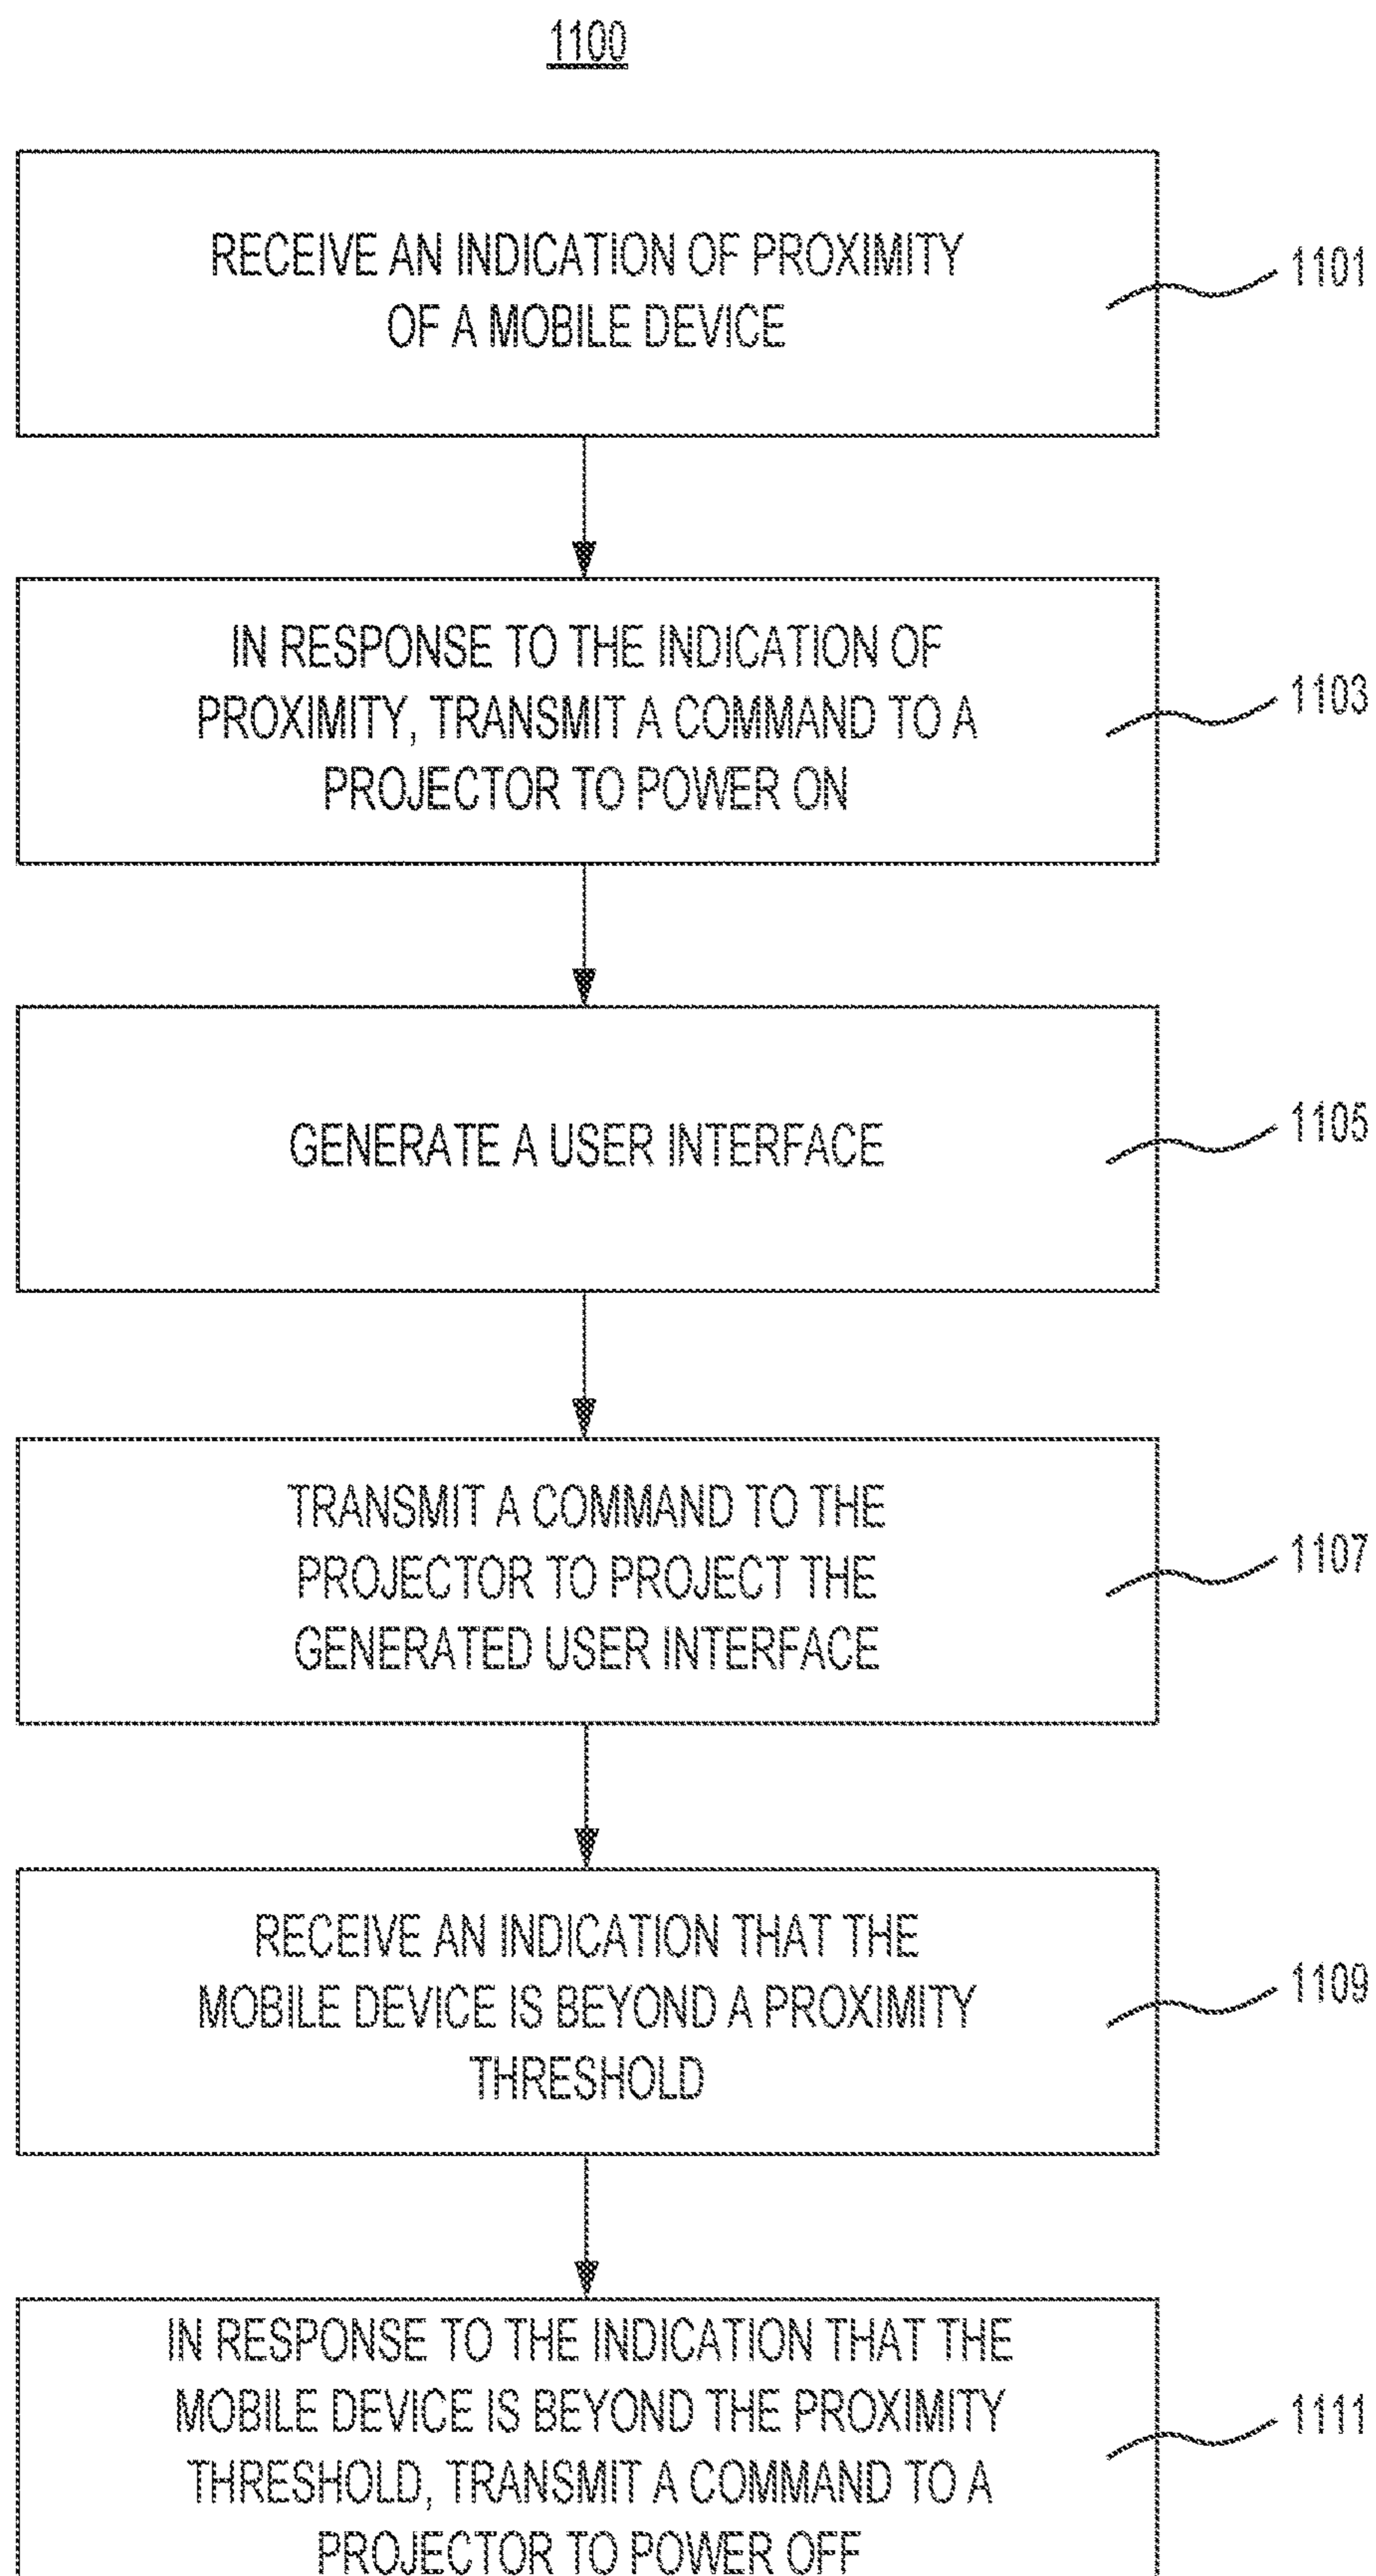 1100
RECEIVE AN INDICATION OF PROXIMITY
OF A MOBILE DEVICE
1101
IN RESPONSE TO THE INDICATION OF
PROXIMITY, TRANSMIT A COMMAND TO A
PROJECTOR TO POWER ON
1103
GENERATE A USER INTERFACE
1105
TRANSMIT A COMMAND TO THE
PROJECTOR TO PROJECT THE
GENERATED USER INTERFACE
1107
RECEIVE AN INDICATION THAT THE
MOBILE DEVICE IS BEYOND A PROXIMITY
THRESHOLD
1109
IN RESPONSE TO THE INDICATION THAT THE
MOBILE DEVICE IS BEYOND THE PROXIMITY
THRESHOLD, TRANSMIT A COMMAND TO A
PROJECTOR TO POWER OFF
1111